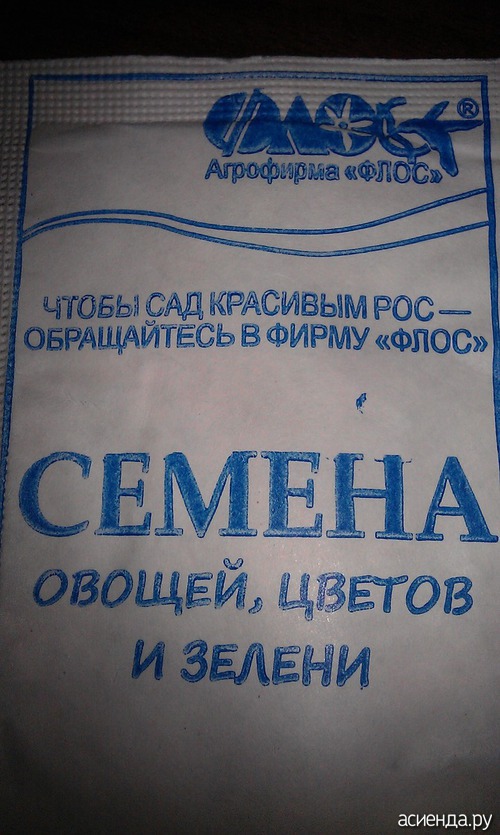 ФЛОС®
Агрофирма «ФЛОС»
ЧТОБЫ САД КРАСИВЫМ РОС—
ОБРАЩАЙТЕСЬ В ФИРМУ «ФЛОС»
СЕМЕНА
ОВОЩЕЙ, ЦВЕТОВ
И ЗЕЛЕНИ
асиенда.ру